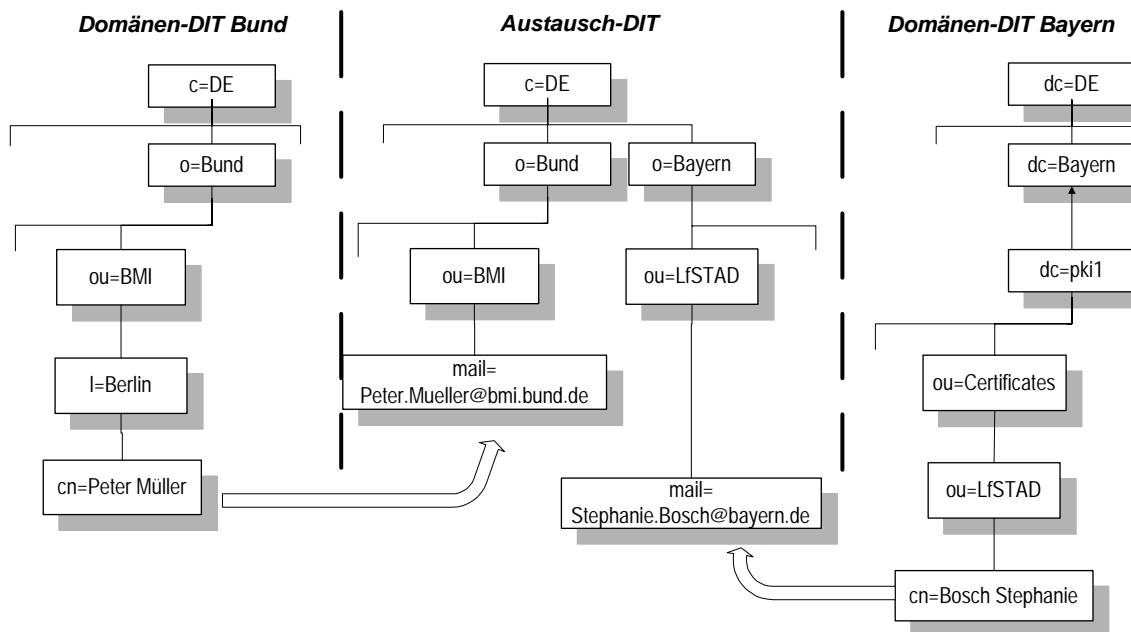 Domänen-DIT Bund
Austausch-DIT
Domänen-DIT Bayern
c=DE
c=DE
dc=DE
o=Bund
o=Bund
o=Bayern
dc=Bayern
ou=BMI
ou=BMI
ou=LfSTAD
dc=pki1
l=Berlin
mail=
Peter.Mueller@bmi.bund.de
ou=Certificates
cn=Peter Müller
mail=
Stephanie.Bosch@bayern.de
ou=LfSTAD
cn=Bosch Stephanie